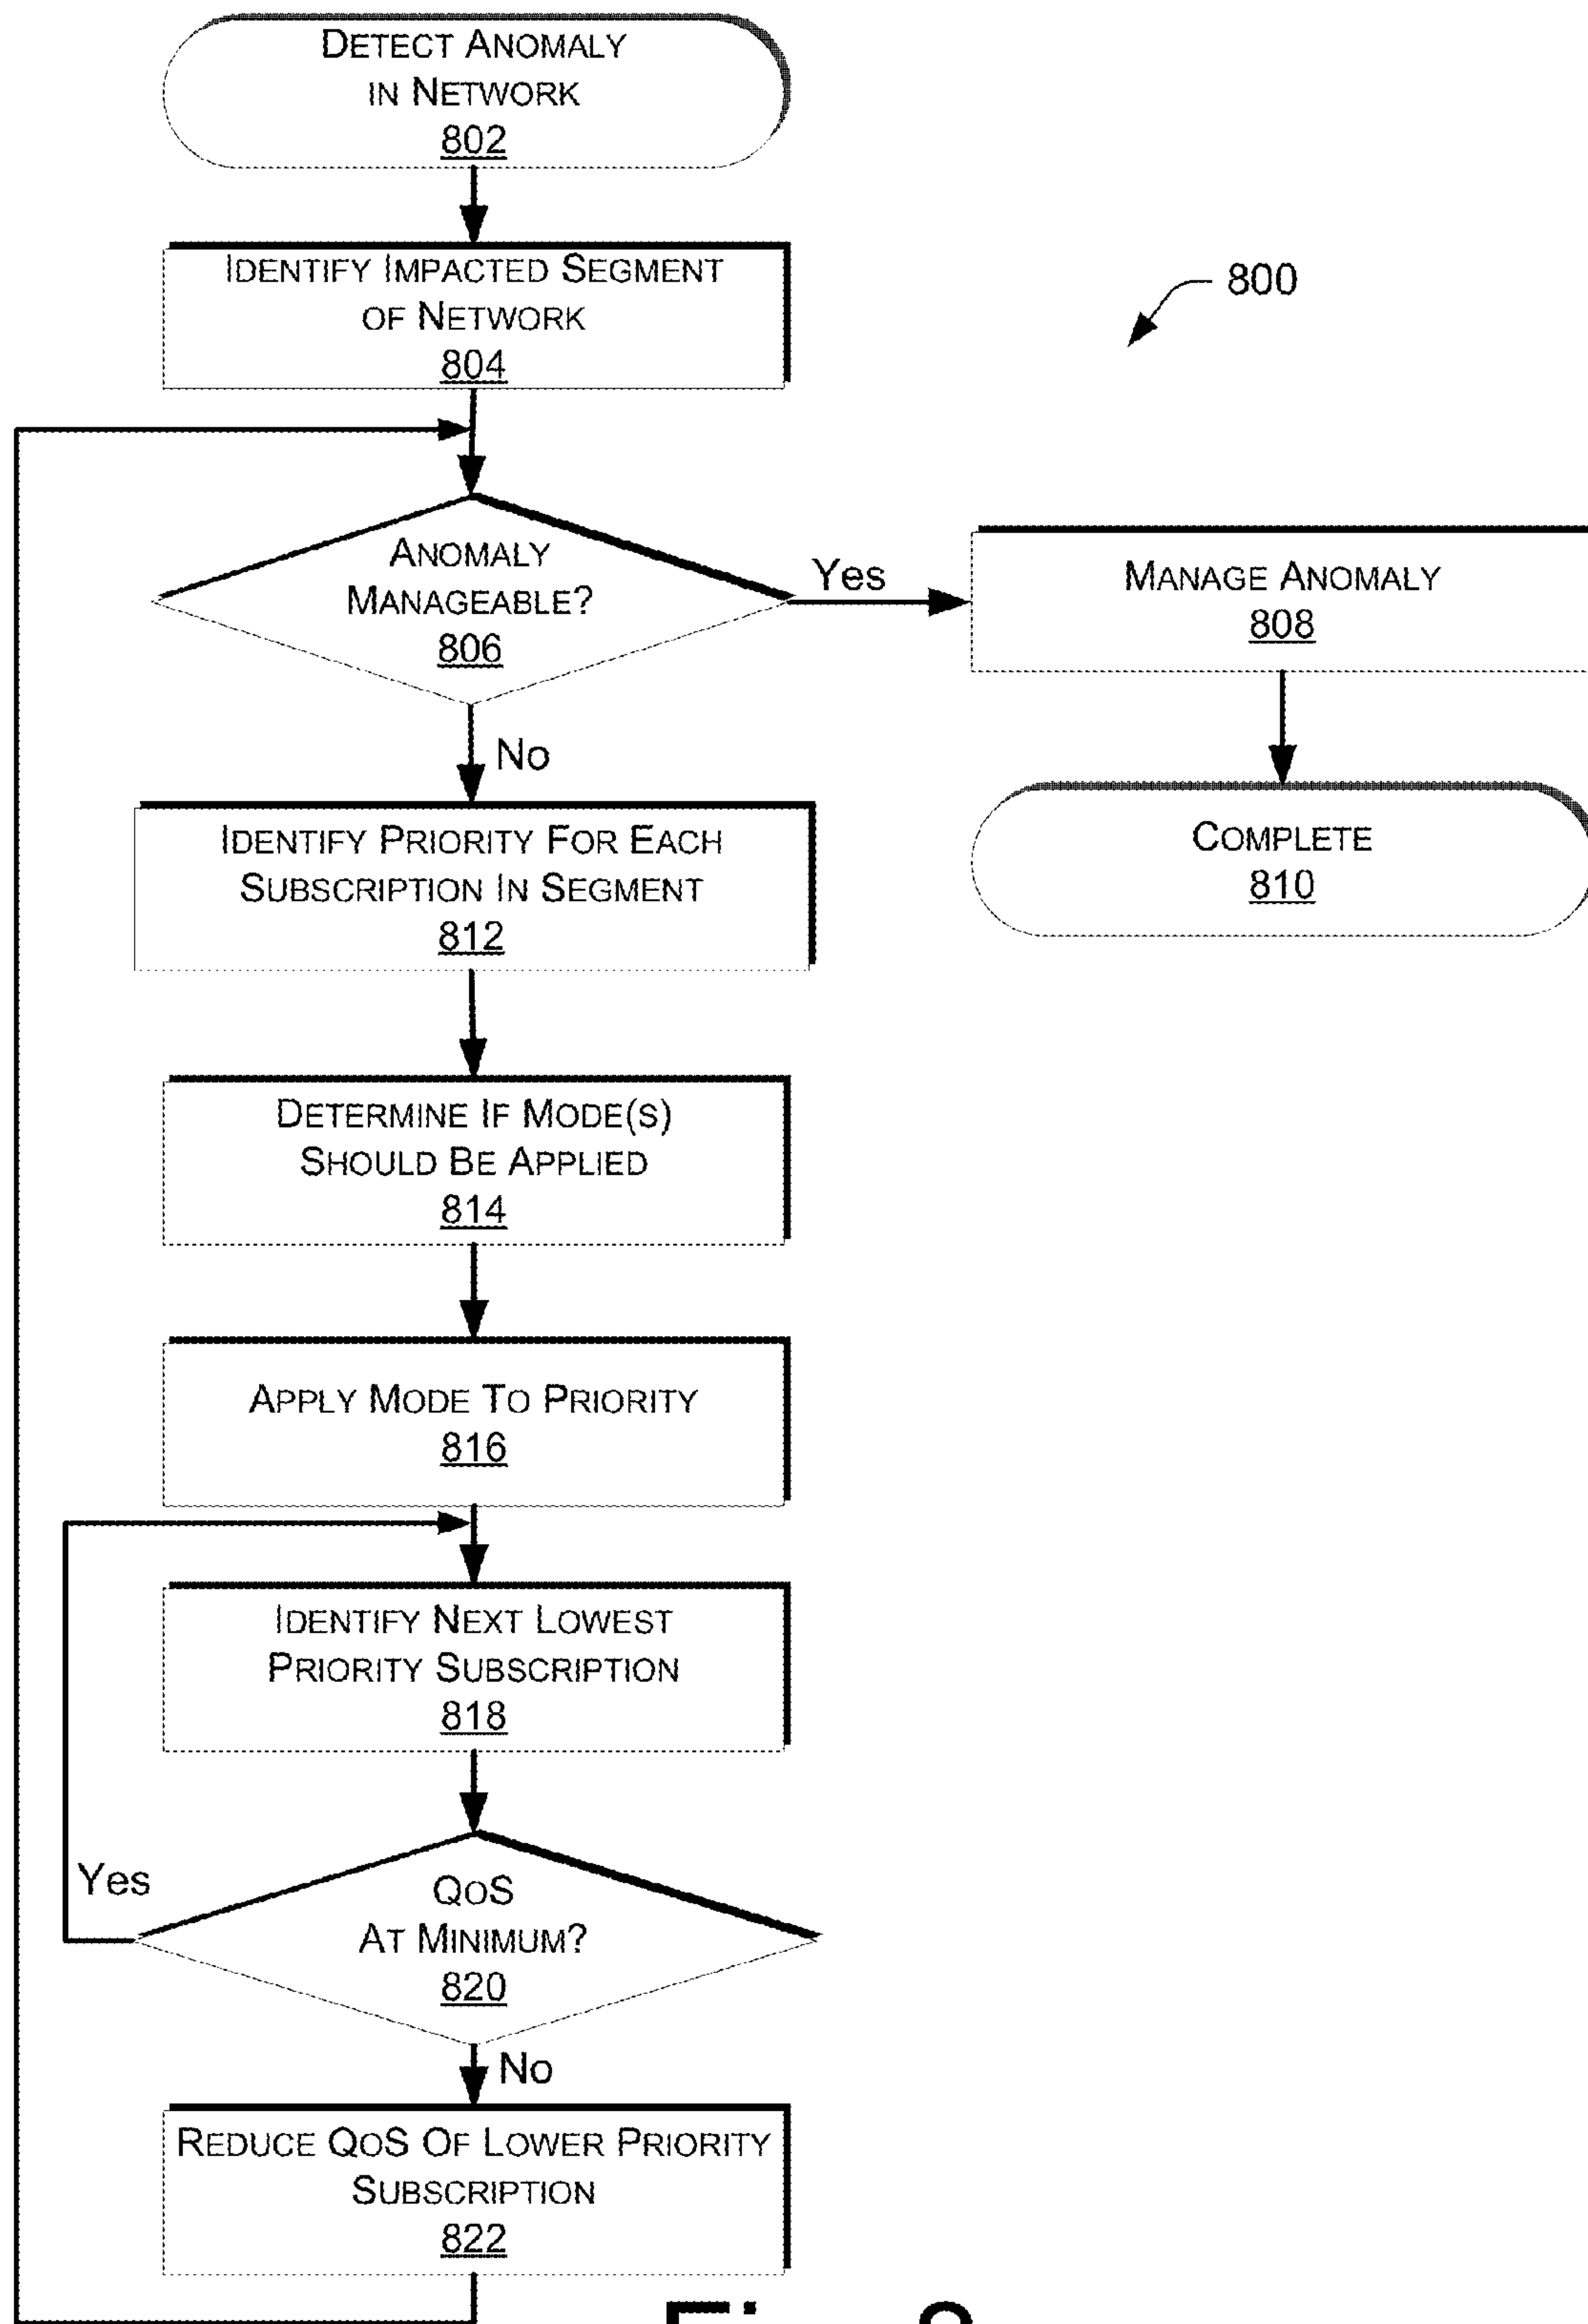 DETECT ANOMALY
IN NETWORK
802
IDENTIFY IMPACTED SEGMENT
OF NETWORK
804
800
ANOMALY
MANAGEABLE?
806
Yes
MANAGE ANOMALY
808
No
COMPLETE
810
IDENTIFY PRIORITY FOR EACH
SUBSCRIPTION IN SEGMENT
812
DETERMINE IF MODE(S)
SHOULD BE APPLIED
814
APPLY MODE TO PRIORITY
816
IDENTIFY NEXT LOWEST
PRIORITY SUBSCRIPTION
818
Yes
QOS
AT MINIMUM?
820
No
REDUCE QOS OF LOWER PRIORITY
SUBSCRIPTION
822